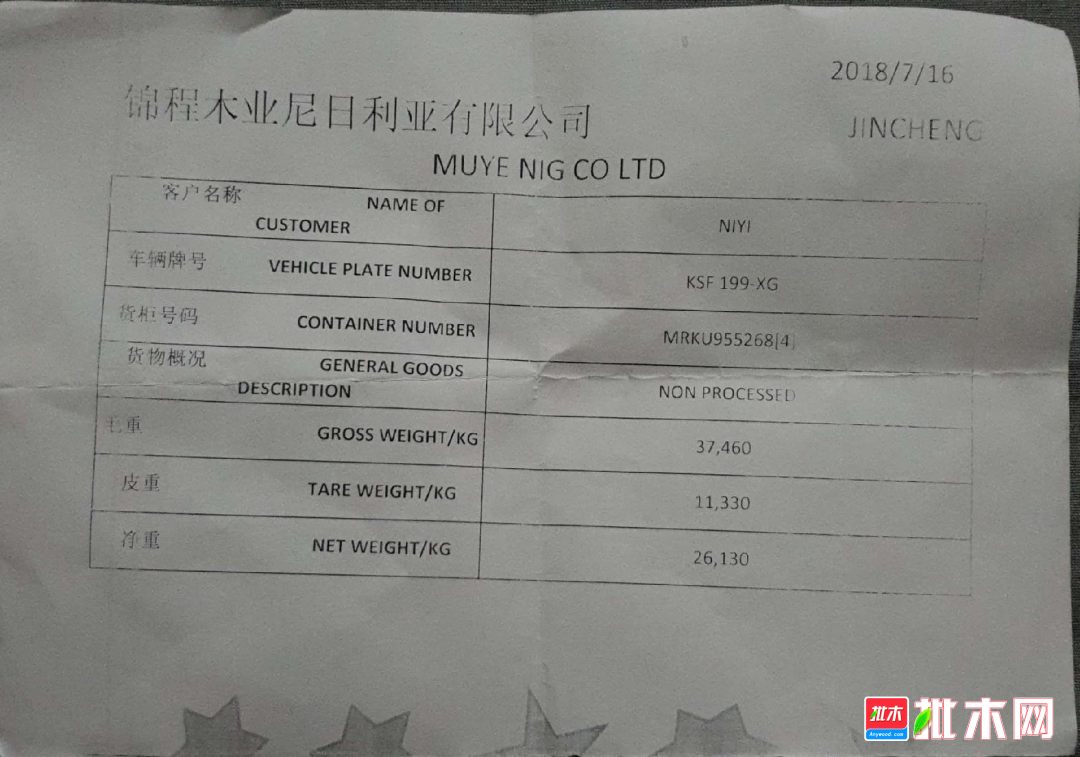 2018/7/16
锦程木业尼日利亚有限公司
JINCHENG
MUYE NIG CO LTD
客户名称 NAME OF
CUSTOMER
NIYI
车辆牌号 VEHICLE PLATE NUMBER
KSF 199-XG
货柜号码 CONTAINER NUMBER
MRKU955268[4]
货物概况 GENERAL GOODS
DESCRIPTION
NON PROCESSED
毛重 GROSS WEIGHT/KG
37,460
皮重 TARE WEIGHT/KG
11,330
净重 NET WEIGHT/KG
26,130
批木
Anywood.com
批木网